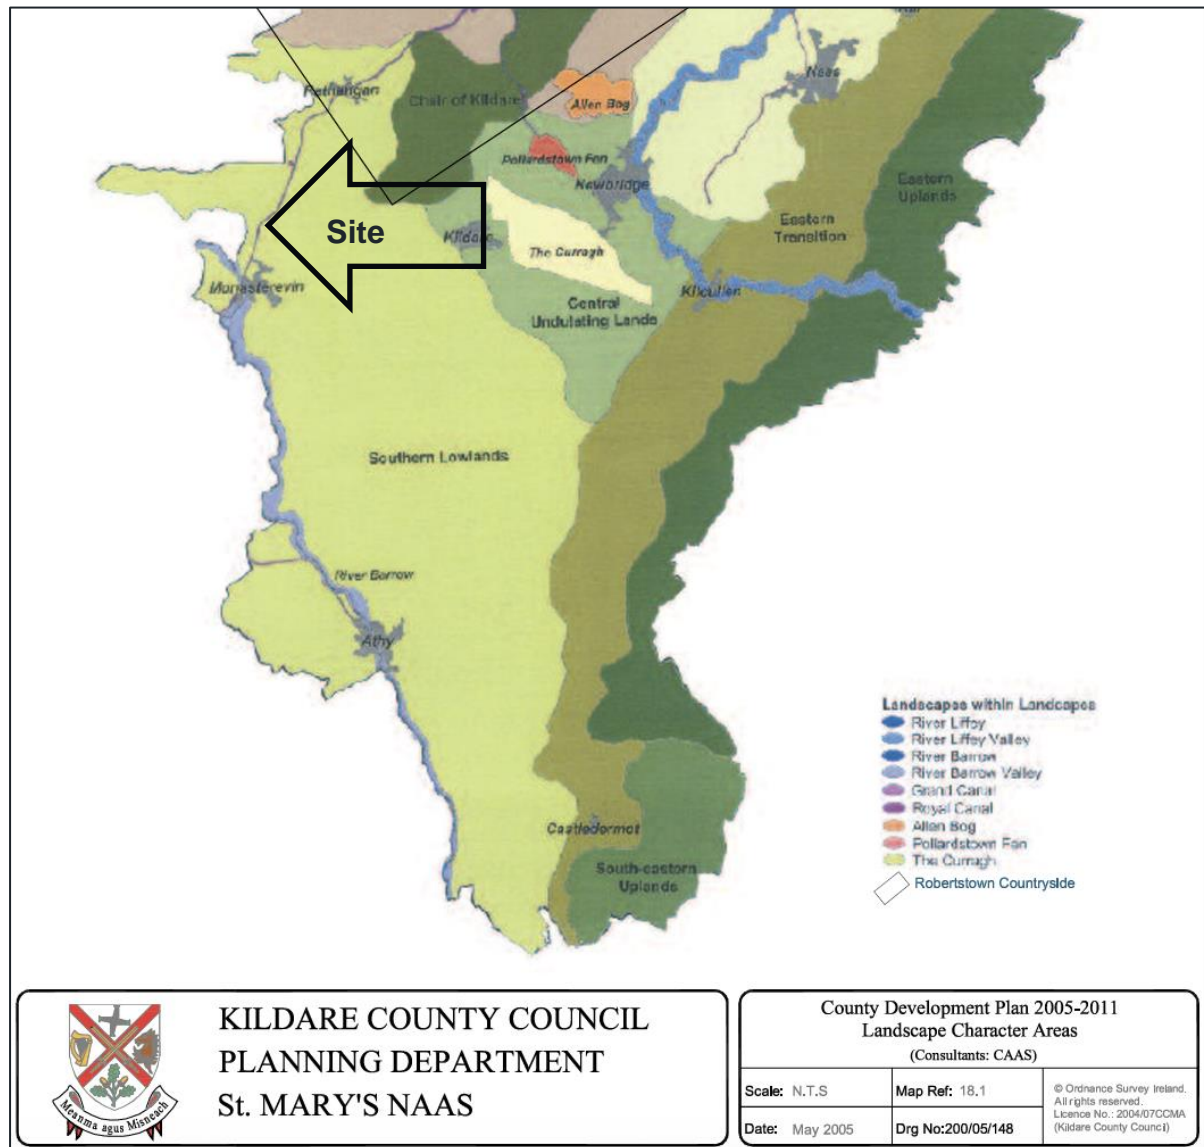 Naas
Rathangan
Chair of Kildare
Allen Bog
Pollardstown Fen
Newbridge
Eastern
Uplands
Eastern
Transition
Site
Kildare
The Curragh
Monasterevin
Kilcullen
Central
Undulating Lands
Southern Lowlands
River Barrow
Athy
Castledermot
South-eastern
Uplands
Landscapes within Landscapes
River Liffey
River Liffey Valley
River Barrow
River Barrow Valley
Grand Canal
Royal Canal
Allen Bog
Pollardstown Fen
The Curragh
Robertstown Countryside
Meanma agus Misneach
KILDARE COUNTY COUNCIL
PLANNING DEPARTMENT
St. MARY'S NAAS
County Development Plan 2005-2011
Landscape Character Areas
(Consultants: CAAS)
Scale: N.T.S
Map Ref: 18.1
Date: May 2005
Drg No:200/05/148
© Ordnance Survey Ireland.
All rights reserved.
Licence No.: 2004/07CCMA
(Kildare County Council)